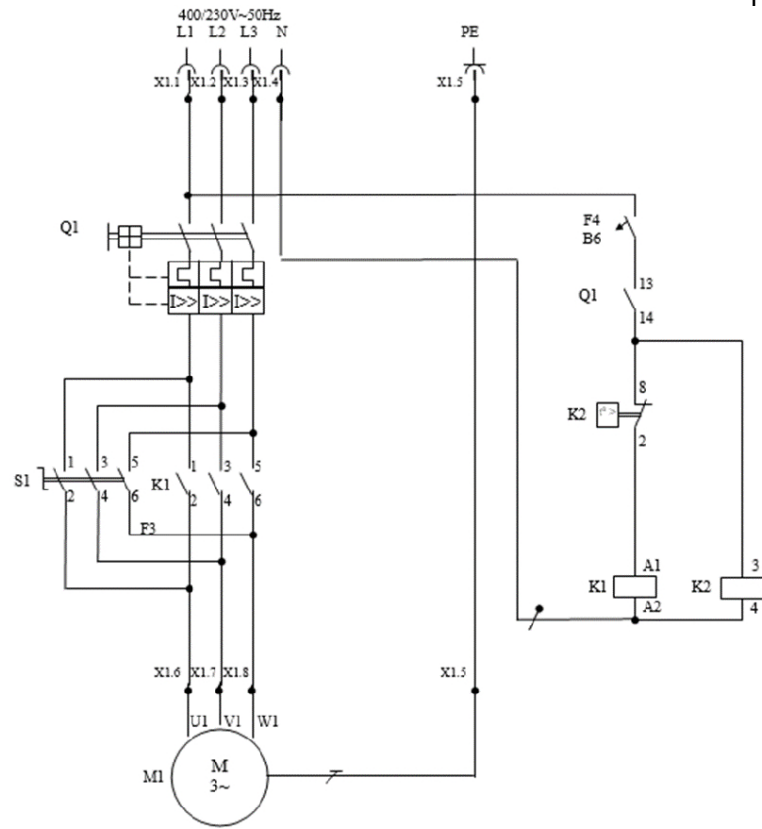 400/230V~50Hz
L1 L2 L3 N PE
X1.1 X1.2 X1.3 X1.4 X1.5
Q1
F4
B6
I>> I>> I>>
Q1
13
14
8
K2
t° >
2
S1
1 3 5
2 4 6
K1
1 3 5
2 4 6
F3
K1
A1
A2
K2
3
4
X1.6 X1.7 X1.8 X1.5
U1 V1 W1
M1
M
3~